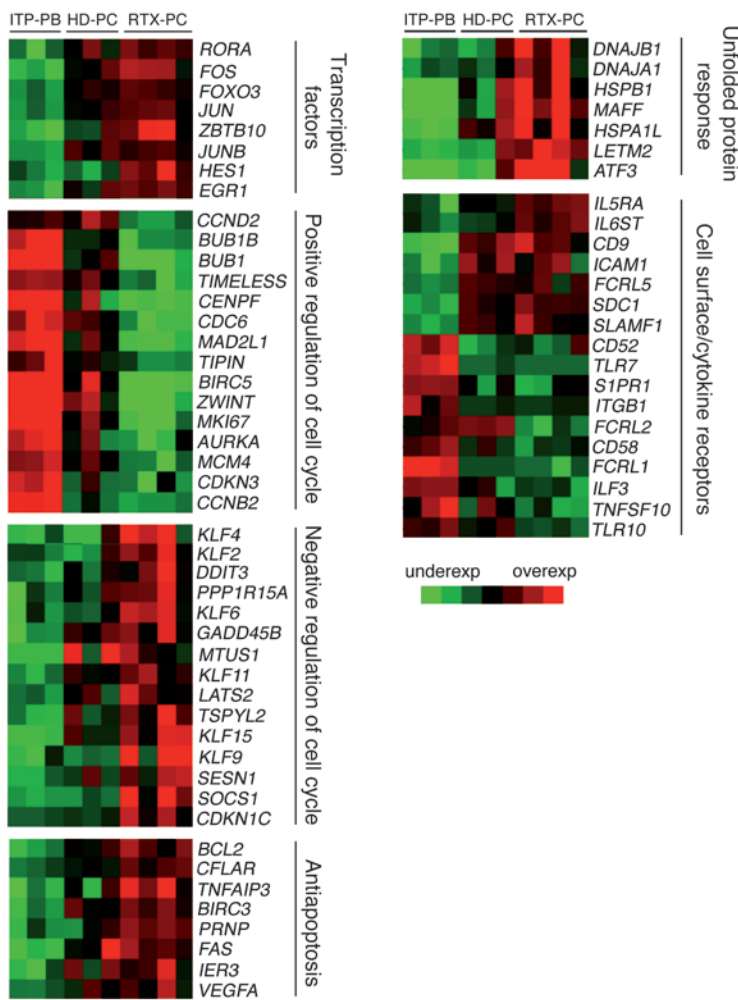 ITP-PB HD-PC RTX-PC
RORA
FOS
FOXO3
JUN
ZBTB10
JUNB
HES1
EGR1
Transcription
factors
CCND2
BUB1B
BUB1
TIMELESS
CENPF
CDC6
MAD2L1
TIPIN
BIRC5
ZWINT
MKI67
AURKA
MCM4
CDKN3
CCNB2
Positive regulation of cell cycle
KLF4
KLF2
DDIT3
PPP1R15A
KLF6
GADD45B
MTUS1
KLF11
LATS2
TSPYL2
KLF15
KLF9
SESN1
SOCS1
CDKN1C
Negative regulation of cell cycle
BCL2
CFLAR
TNFAIP3
BIRC3
PRNP
FAS
IER3
VEGFA
Antiapoptosis
ITP-PB HD-PC RTX-PC
DNAJB1
DNAJA1
HSPB1
MAFF
HSPA1L
LETM2
ATF3
Unfolded protein
response
IL5RA
IL6ST
CD9
ICAM1
FCRL5
SDC1
SLAMF1
CD52
TLR7
S1PR1
ITGB1
FCRL2
CD58
FCRL1
ILF3
TNFSF10
TLR10
Cell surface/cytokine receptors
underexp overexp